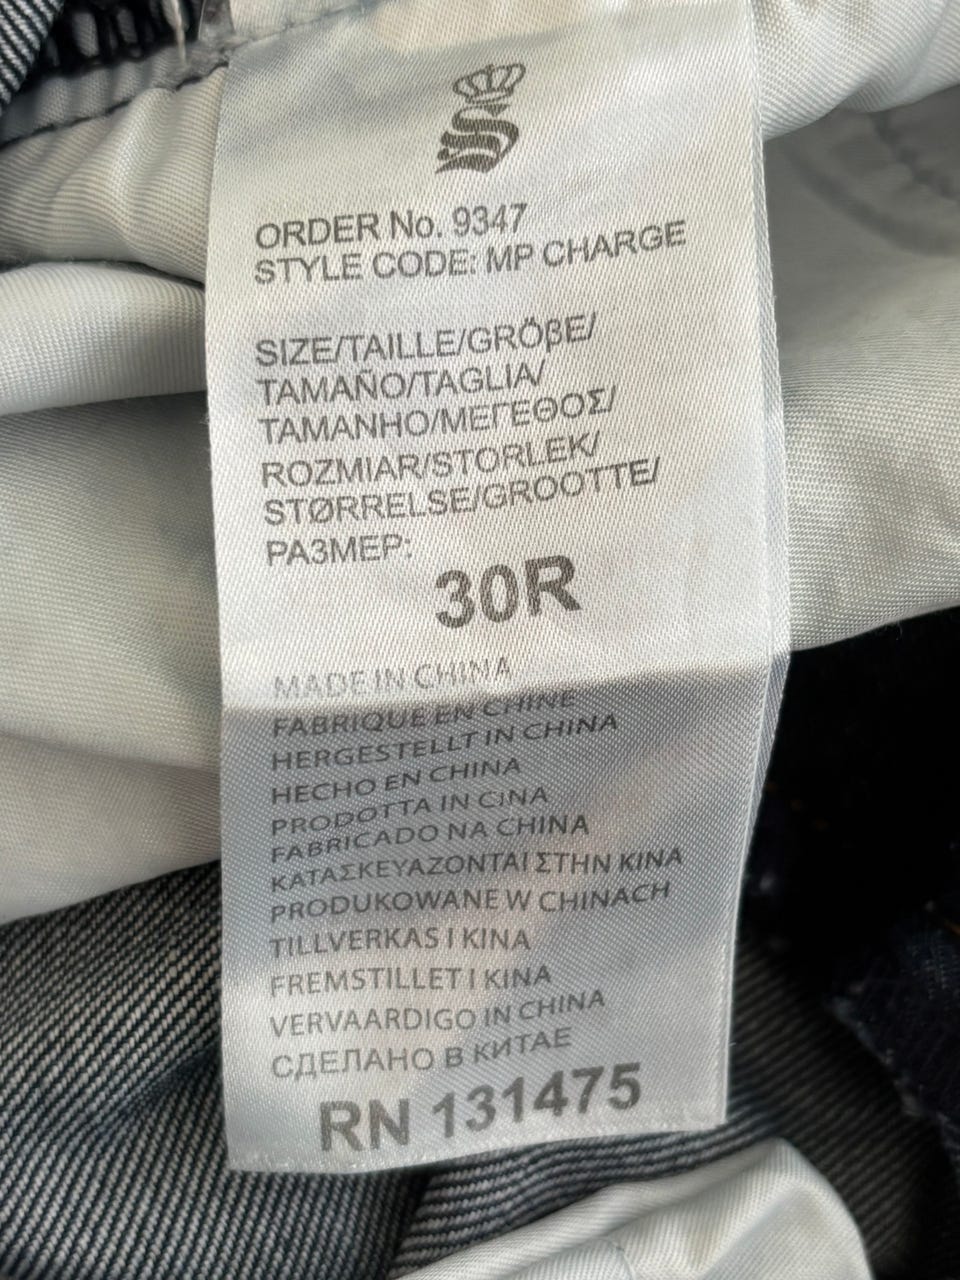 ORDER No. 9347
STYLE CODE: MP CHARGE
SIZE/TAILLE/GRÖβE/
TAMAÑO/TAGLIA/
TAMANHO/ΜΕΓΕΘΟΣ/
ROZMIAR/STORLEK/
STØRRELSE/GROOTTE/
РАЗМЕР:
30R
MADE IN CHINA
FABRIQUE EN CHINE
HERGESTELLT IN CHINA
HECHO EN CHINA
PRODOTTA IN CINA
FABRICADO NA CHINA
ΚΑΤΑΣΚΕΥΑΖΟΝΤΑΙ ΣΤΗΝ ΚΙΝΑ
PRODUKOWANE W CHINACH
TILLVERKAS I KINA
FREMSTILLET I KINA
VERVAARDIGO IN CHINA
СДЕЛАНО В КИТАЕ
RN 131475